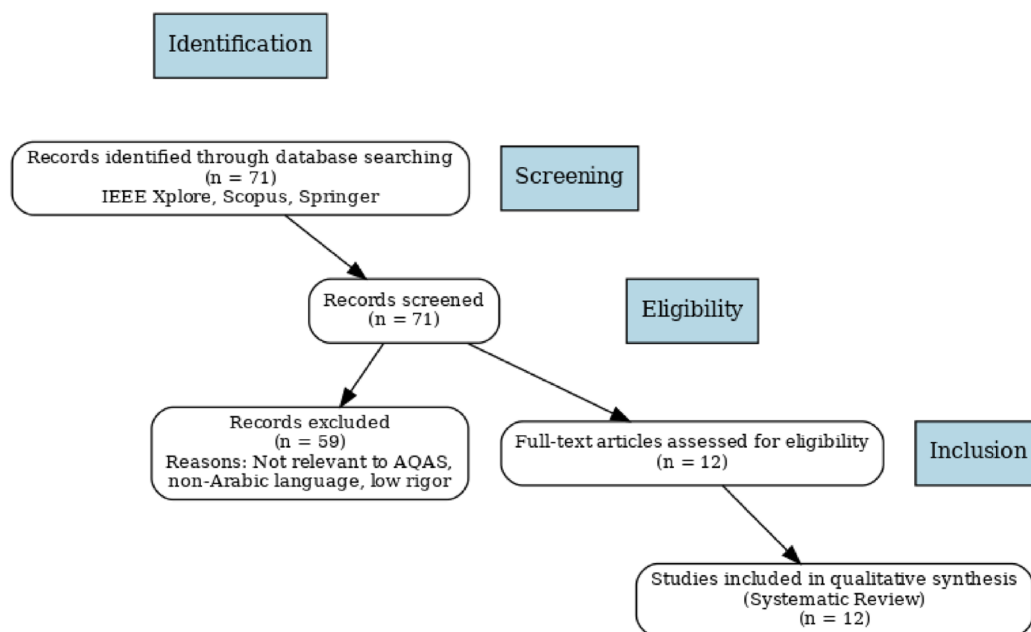 Identification
Records identified through database searching
(n = 71)
IEEE Xplore, Scopus, Springer
Screening
Records screened
(n = 71)
Eligibility
Records excluded
(n = 59)
Reasons: Not relevant to AQAS,
non-Arabic language, low rigor
Full-text articles assessed for eligibility
(n = 12)
Inclusion
Studies included in qualitative synthesis
(Systematic Review)
(n = 12)